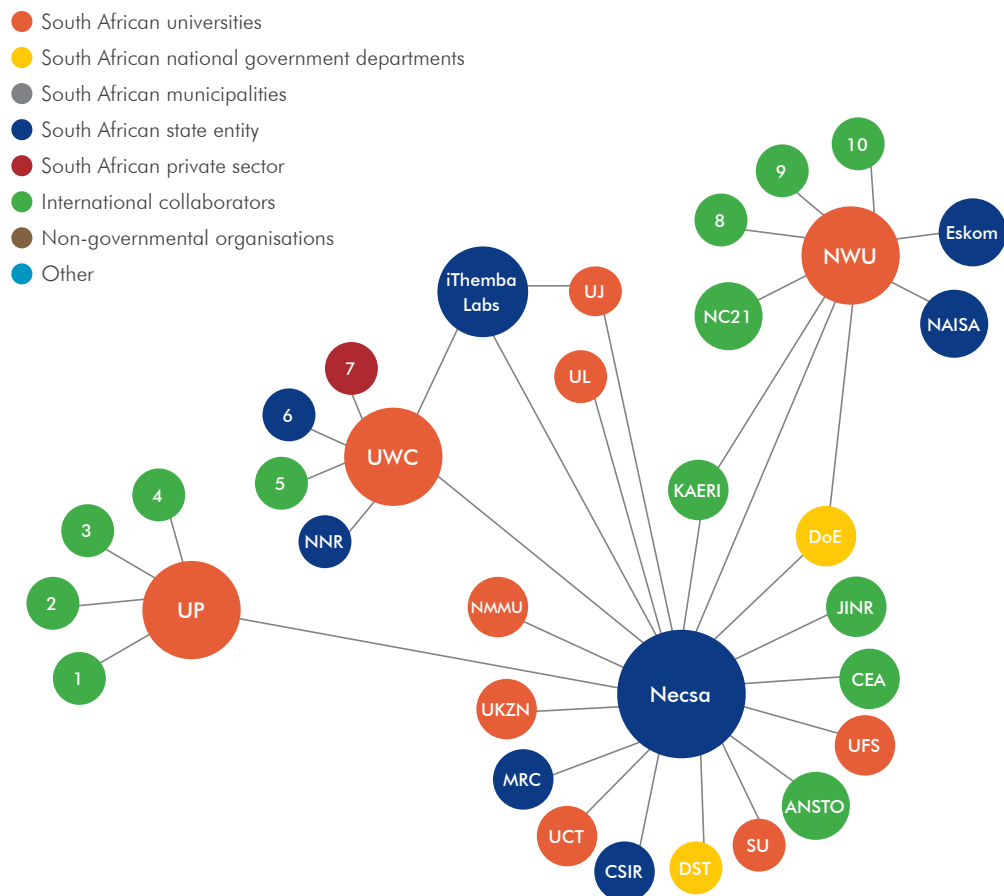 South African universities
South African national government departments
South African municipalities
South African state entity
South African private sector
International collaborators
Non-governmental organisations
Other
10
9
8
NWU
Eskom
NC21
NAISA
iThemba
Labs
UJ
UL
7
6
UWC
5
NNR
KAERI
DoE
4
3
2
UP
1
NMMU
JINR
Necsa
CEA
UKZN
UFS
MRC
ANSTO
UCT
SU
CSIR
DST